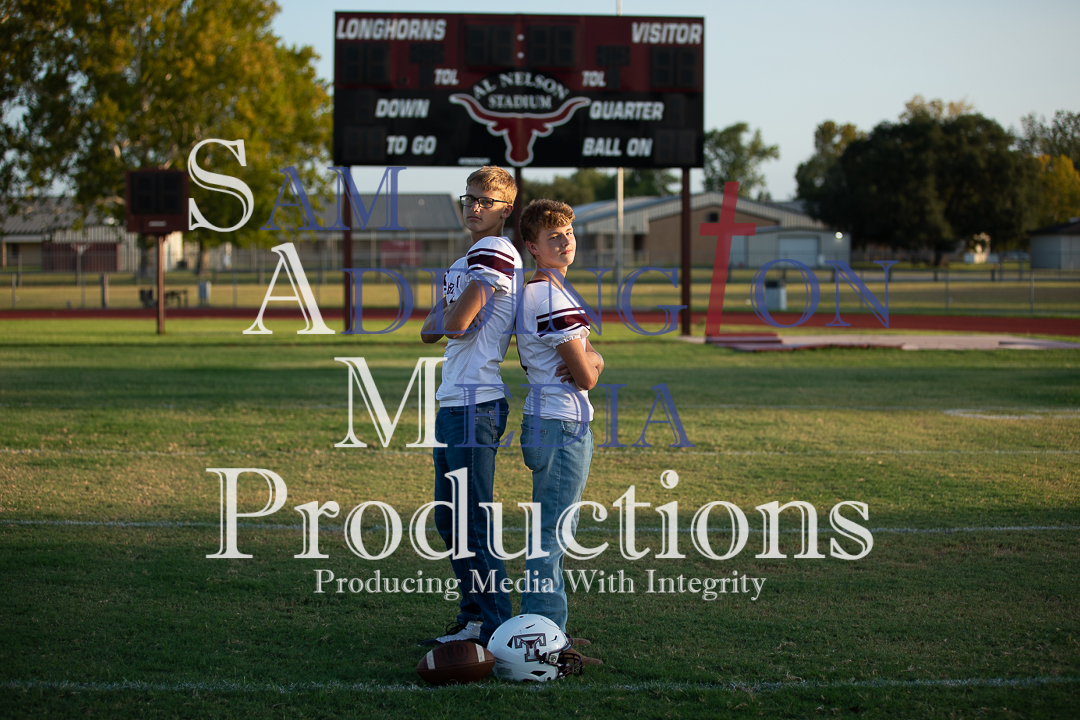 LONGHORNS VISITOR
TOL TOL
AL NELSON
STADIUM
DOWN QUARTER
TO GO BALL ON
SAM
ADDINGTON
MEDIA
Productions
Producing Media With Integrity
T